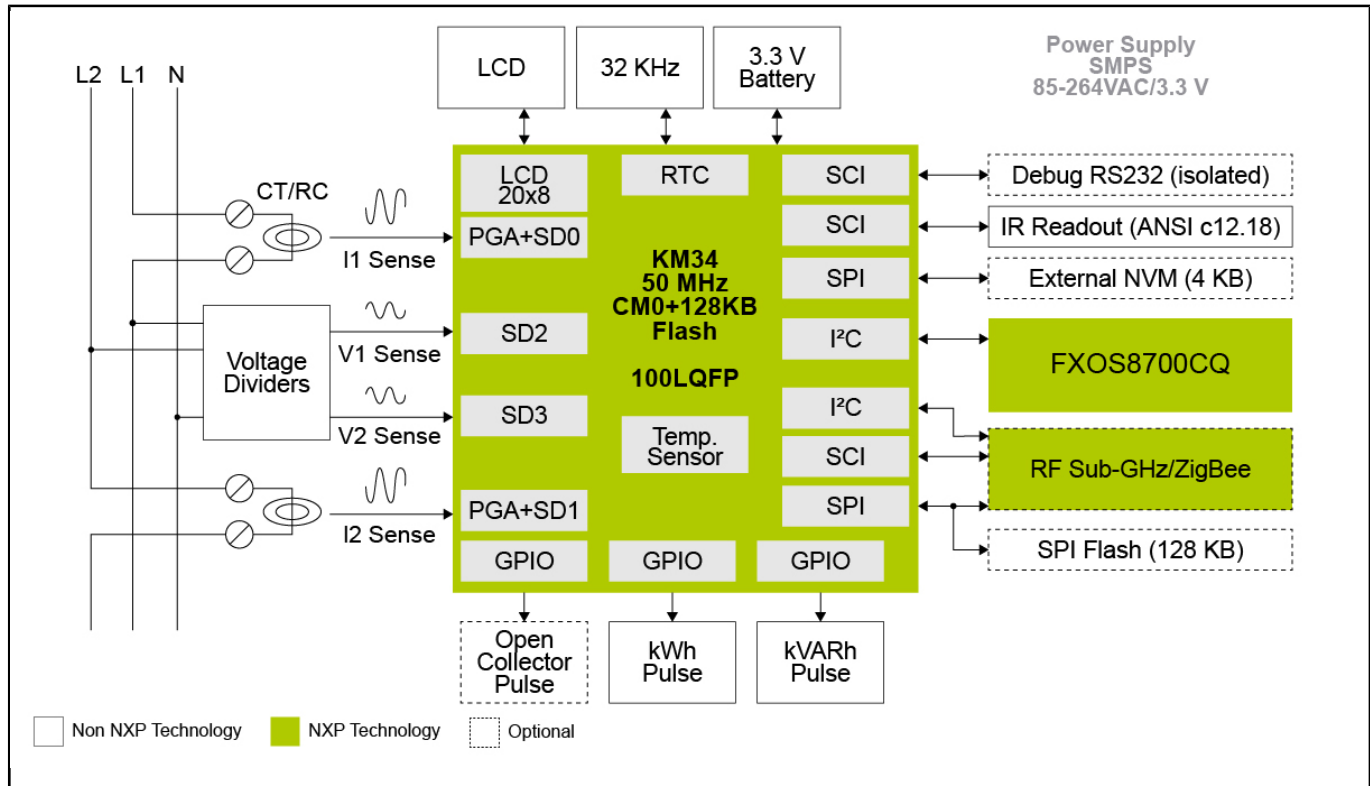 LCD
32 KHz
3.3 V
Battery
Power Supply
SMPS
85-264VAC/3.3 V
L2
L1
N
CT/RC
I1 Sense
Voltage
Dividers
V1 Sense
V2 Sense
I2 Sense
LCD
20x8
PGA+SD0
SD2
SD3
PGA+SD1
GPIO
RTC
KM34
50 MHz
CM0+128KB
Flash
100LQFP
Temp.
Sensor
GPIO
GPIO
SCI
SCI
SPI
I²C
I²C
SCI
SPI
Debug RS232 (isolated)
IR Readout (ANSI c12.18)
External NVM (4 KB)
FXOS8700CQ
RF Sub-GHz/ZigBee
SPI Flash (128 KB)
Open
Collector
Pulse
kWh
Pulse
kVARh
Pulse
Non NXP Technology
NXP Technology
Optional